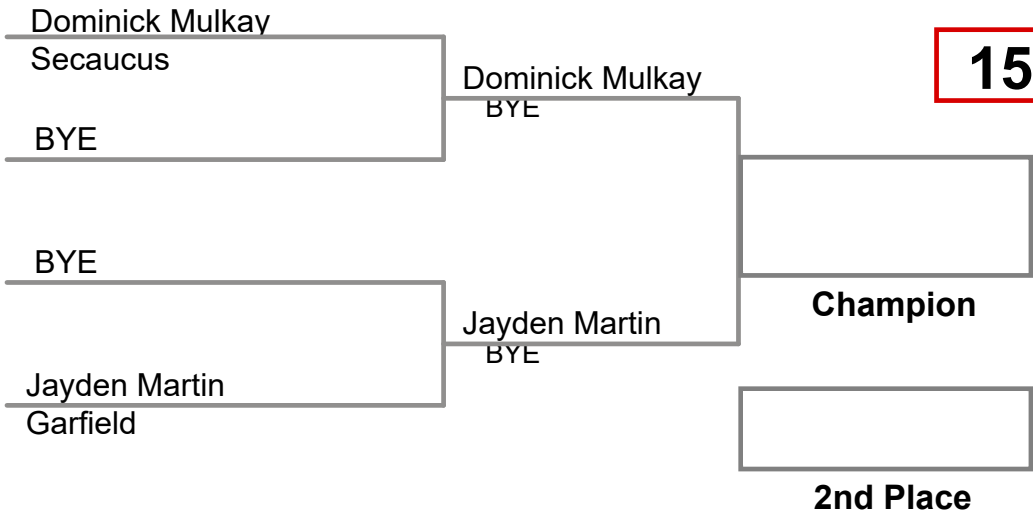 Dominick Mulkay
Secaucus
BYE
BYE
Jayden Martin
Garfield
Dominick Mulkay
BYE
Jayden Martin
BYE
15
Champion
2nd Place